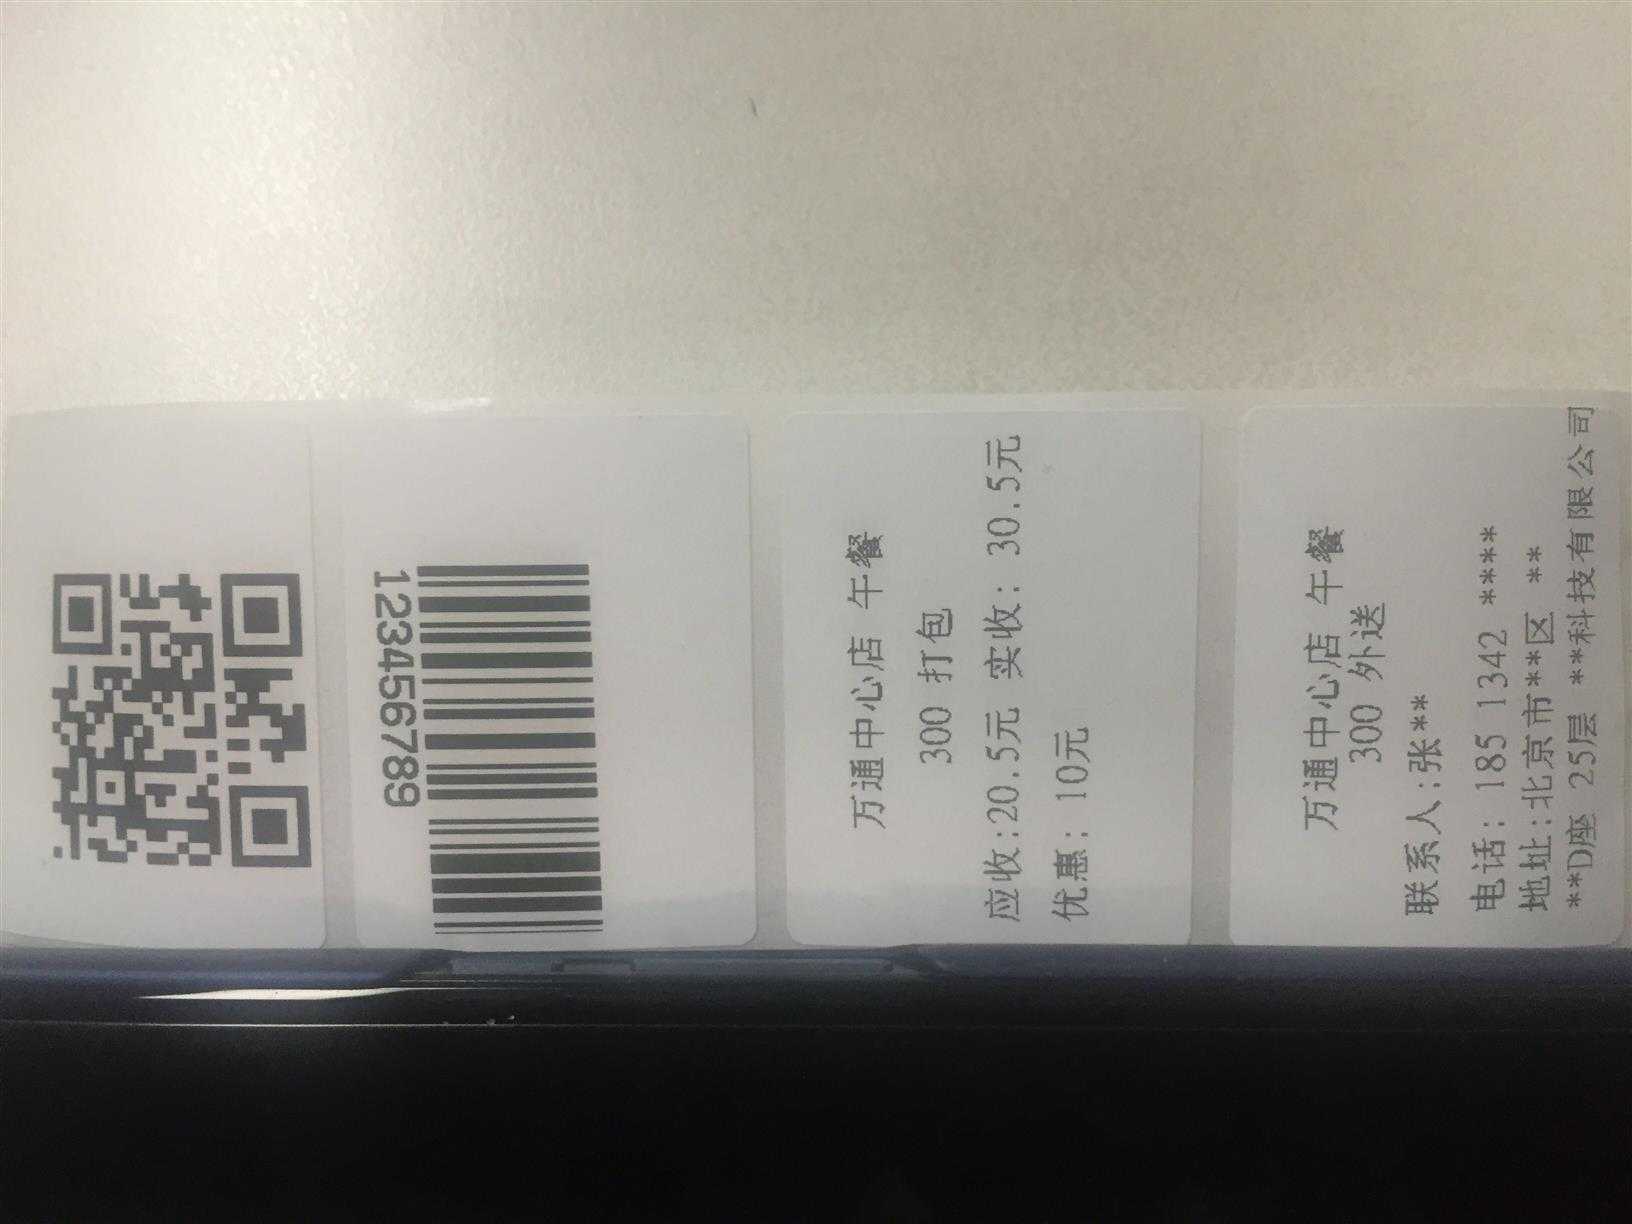 123456789
万通中心店 午餐
300 打包
应收:20.5元 实收: 30.5元
优惠: 10元
万通中心店 午餐
300 外送
联系人:张**
电话: 185 1342 ****
地址:北京市**区 **
**D座 25层 **科技有限公司